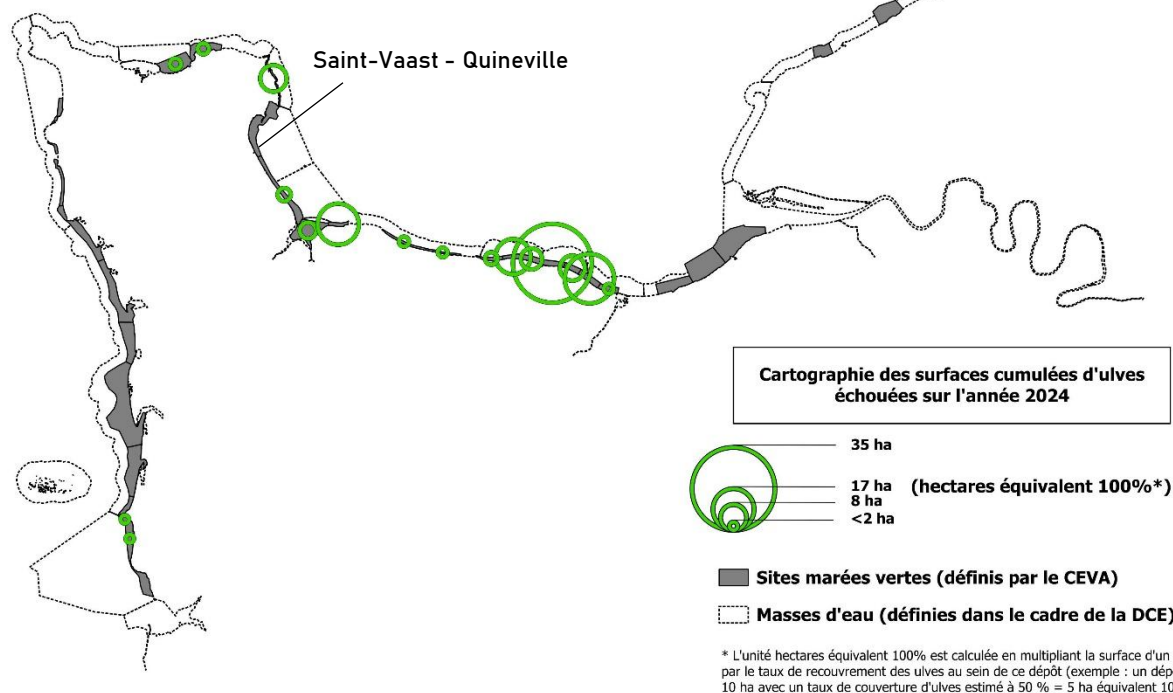 Saint-Vaast - Quineville
Cartographie des surfaces cumulées d'ulves
échouées sur l'année 2024
35 ha
17 ha (hectares équivalent 100%*)
8 ha
<2 ha
Sites marées vertes (définis par le CEVA)
Masses d'eau (définies dans le cadre de la DCE)
* L'unité hectares équivalent 100% est calculée en multipliant la surface d'un
par le taux de recouvrement des ulves au sein de ce dépôt (exemple : un dép
10 ha avec un taux de couverture d'ulves estimé à 50 % = 5 ha équivalent 10